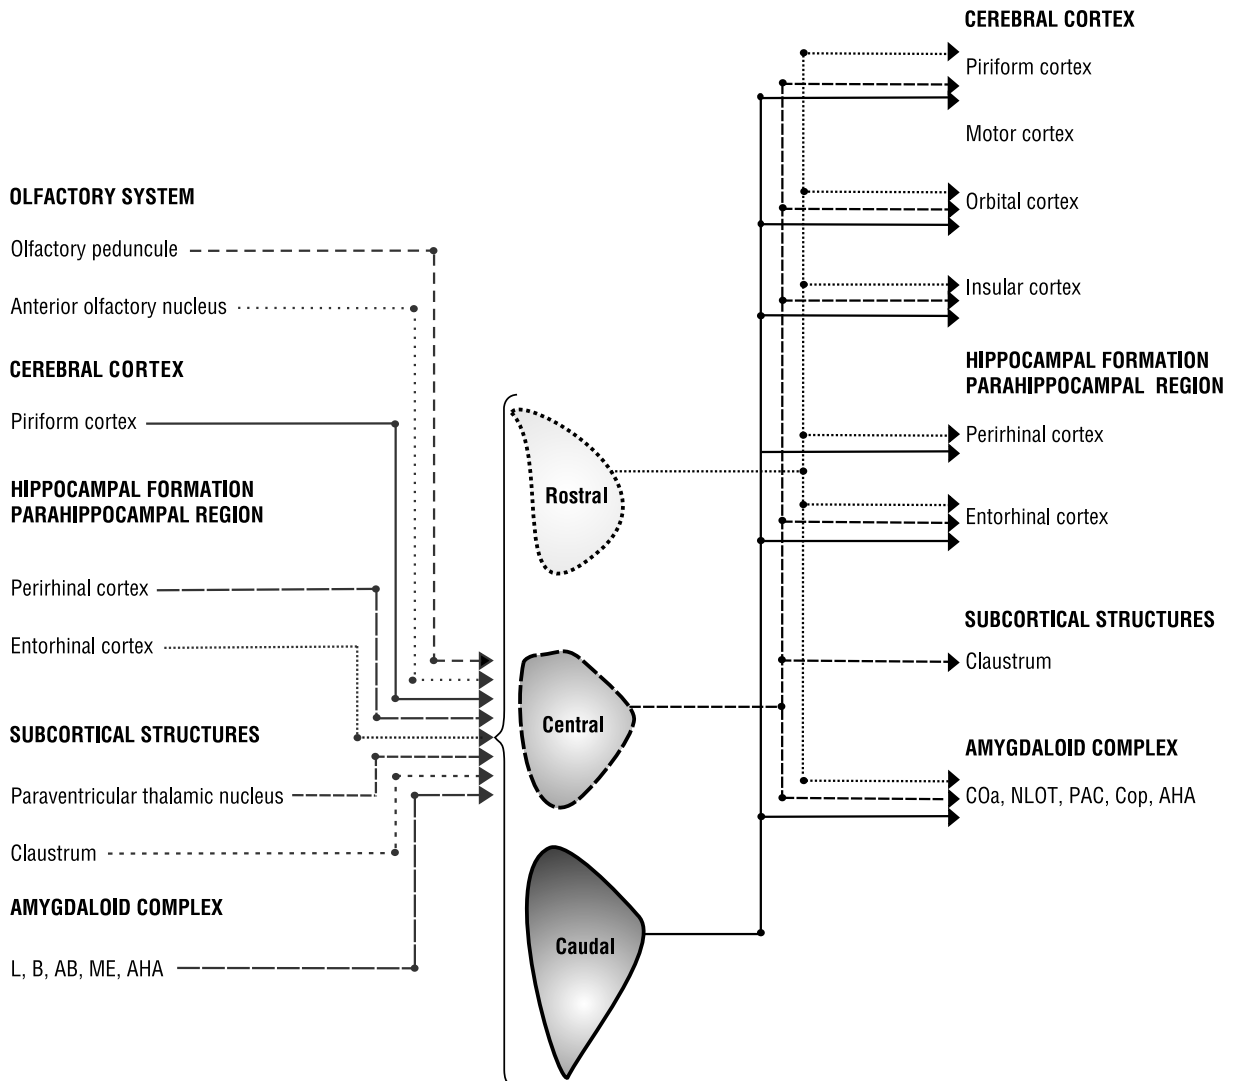 OLFACTORY SYSTEM
Olfactory peduncule
Anterior olfactory nucleus
CEREBRAL CORTEX
Piriform cortex
HIPPOCAMPAL FORMATION
PARAHIPPOCAMPAL REGION
Perirhinal cortex
Entorhinal cortex
SUBCORTICAL STRUCTURES
Paraventricular thalamic nucleus
Claustrum
AMYGDALOID COMPLEX
L, B, AB, ME, AHA
Rostral
Central
Caudal
CEREBRAL CORTEX
Piriform cortex
Motor cortex
Orbital cortex
Insular cortex
HIPPOCAMPAL FORMATION
PARAHIPPOCAMPAL REGION
Perirhinal cortex
Entorhinal cortex
SUBCORTICAL STRUCTURES
Claustrum
AMYGDALOID COMPLEX
COa, NLOT, PAC, Cop, AHA